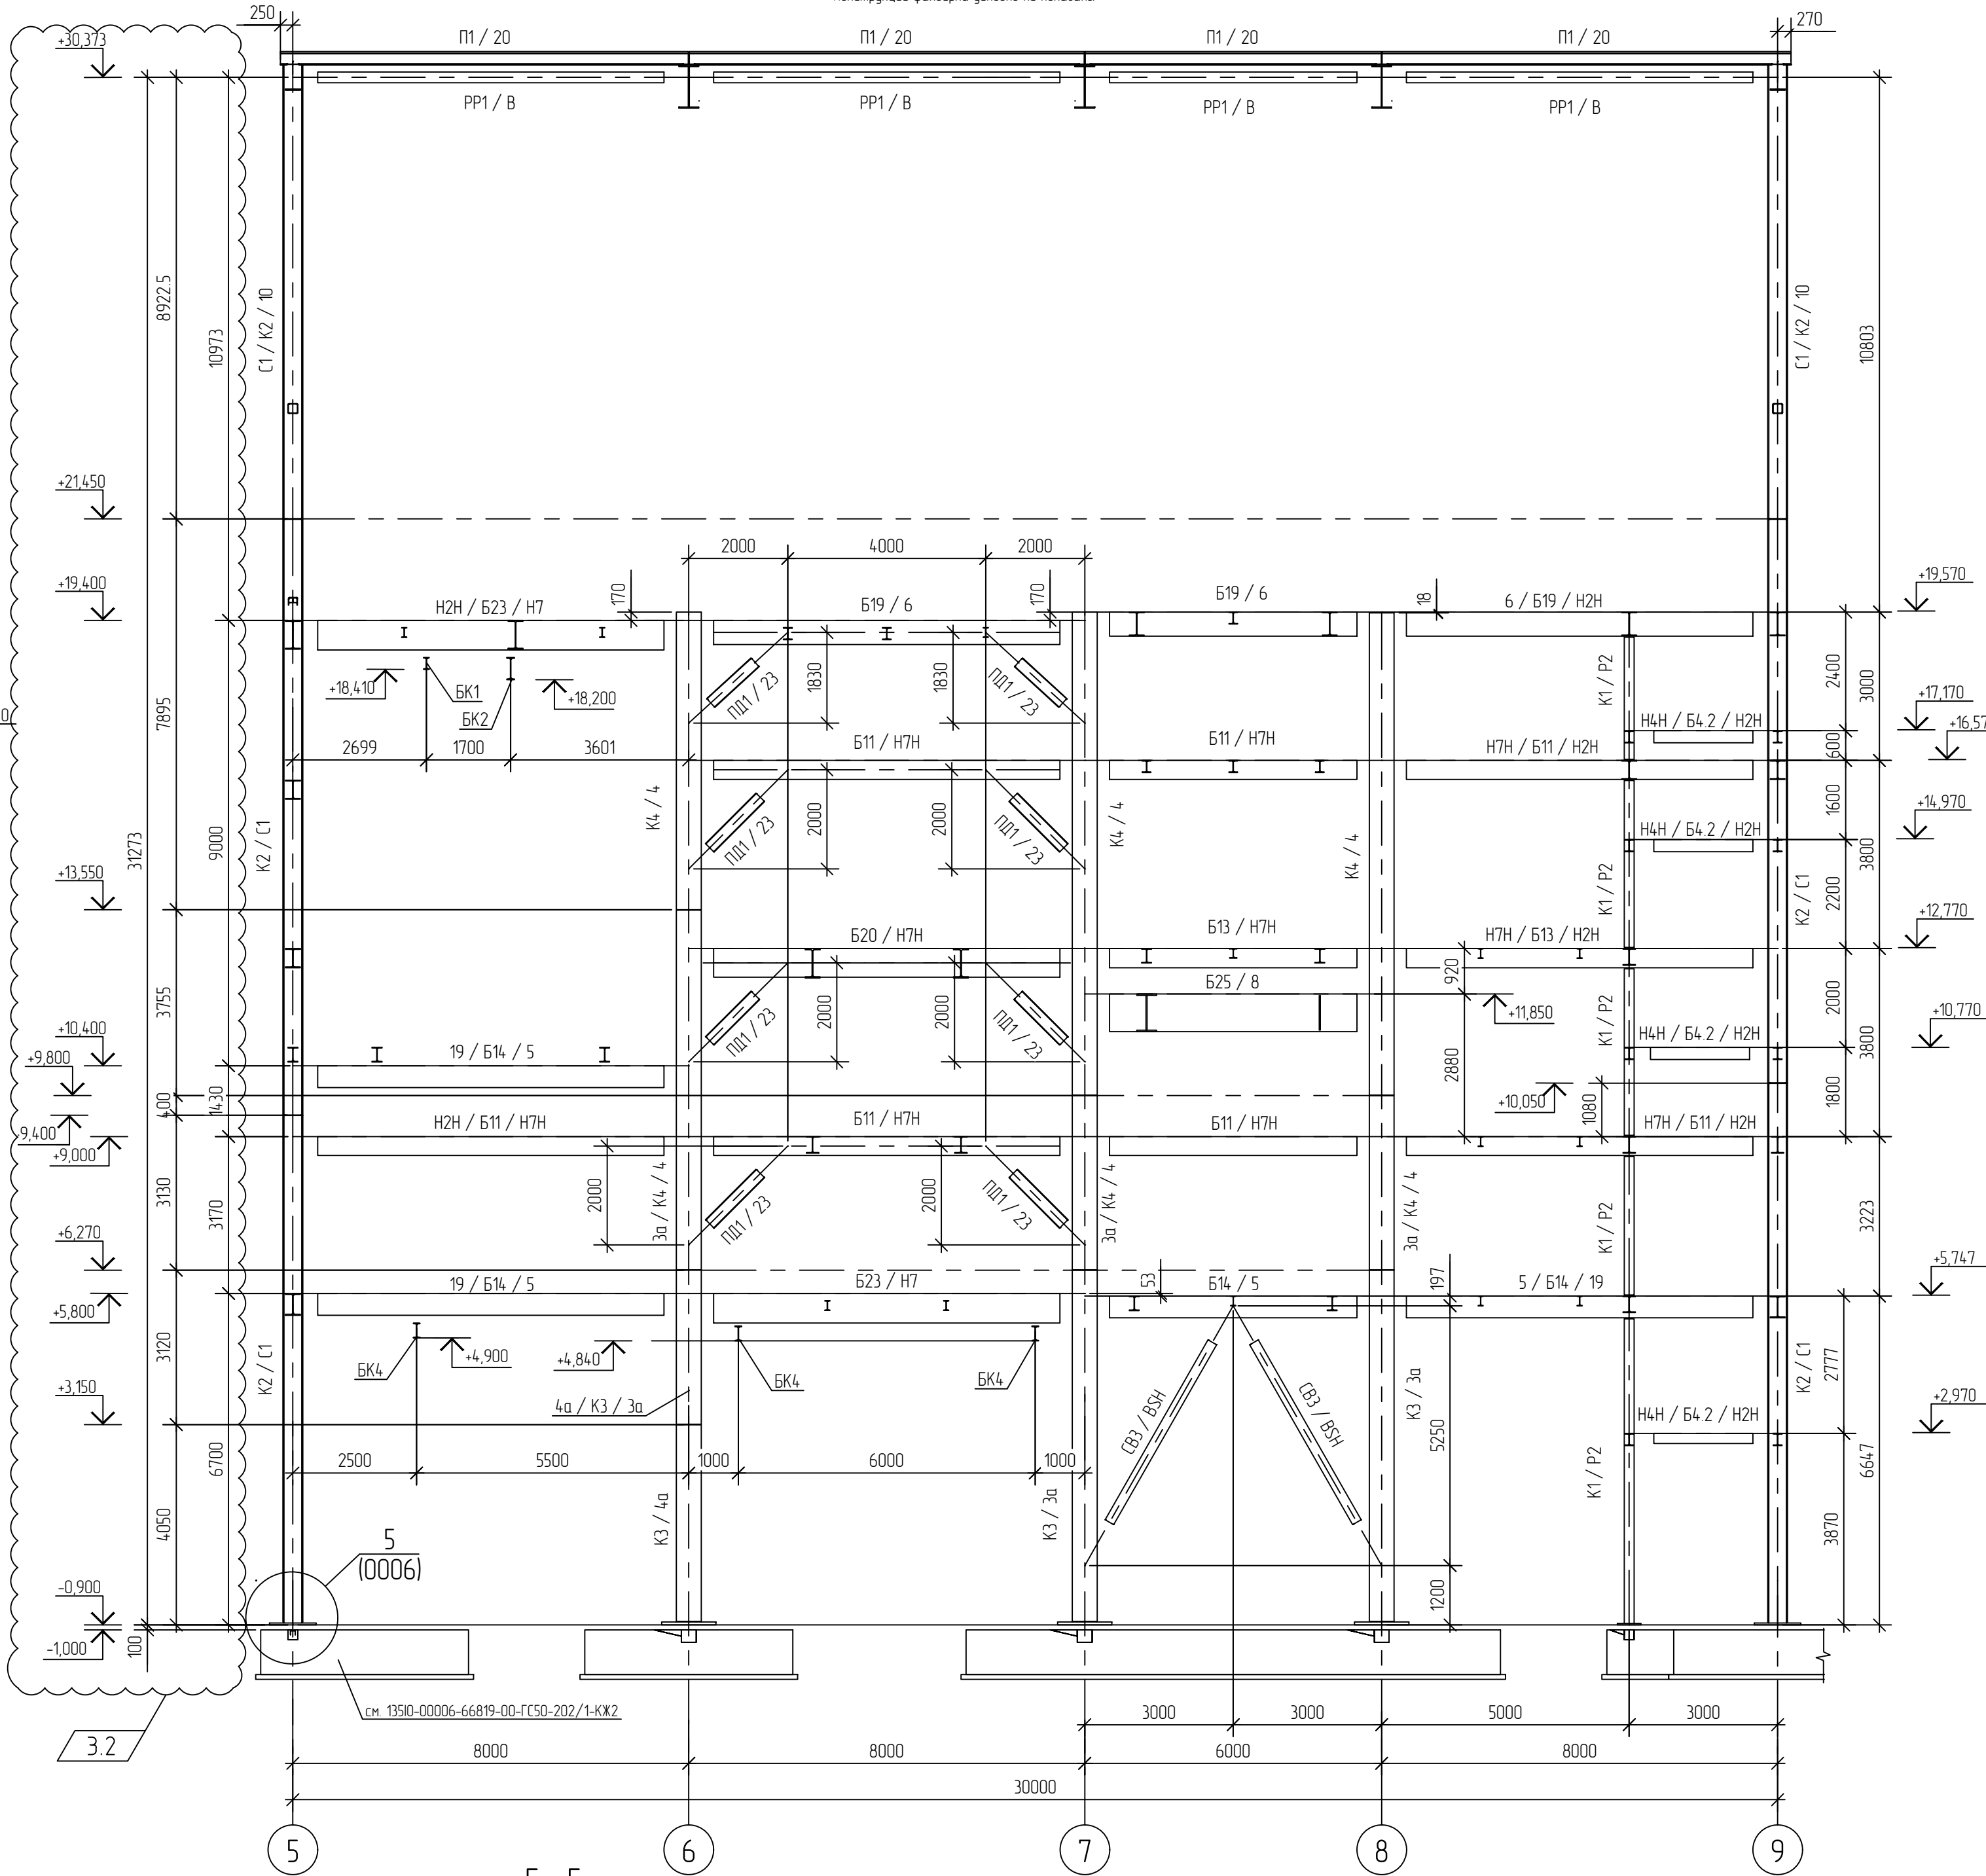 250
270
+30,373
П1 / 20
П1 / 20
П1 / 20
П1 / 20
РР1 / В
РР1 / В
РР1 / В
РР1 / В
8922.5
10973
С1 / К2 / 10
С1 / К2 / 10
10803
+21,450
2000
4000
2000
+19,400
170
170
18
+19,570
Н2Н / Б23 / Н7
Б19 / 6
Б19 / 6
6 / Б19 / Н2Н
+18,410
БК1
БК2
+18,200
ПД1 / 23
1830
1830
ПД1 / 23
К1 / Р2
2400
3000
+17,170
Н4Н / Б4.2 / Н2Н
600
7895
2699
1700
3601
Б11 / Н7Н
Б11 / Н7Н
Н7Н / Б11 / Н2Н
31273
9000
К2 / С1
К4 / 4
ПД1 / 23
2000
2000
ПД1 / 23
К4 / 4
К4 / 4
1600
+14,970
Н4Н / Б4.2 / Н2Н
3800
К1 / Р2
2200
К2 / С1
+13,550
+12,770
Б20 / Н7Н
Б13 / Н7Н
Н7Н / Б13 / Н2Н
920
Б25 / 8
+11,850
3755
ПД1 / 23
2000
2000
ПД1 / 23
К1 / Р2
2000
+10,770
Н4Н / Б4.2 / Н2Н
3800
+10,400
+9,800
19 / Б14 / 5
2880
400
1430
+10,050
1080
1800
9,400
+9,000
Н2Н / Б11 / Н7Н
Б11 / Н7Н
Б11 / Н7Н
Н7Н / Б11 / Н2Н
3130
3170
2000
3а / К4 / 4
ПД1 / 23
2000
ПД1 / 23
3а / К4 / 4
3а / К4 / 4
К1 / Р2
3223
+6,270
+5,800
19 / Б14 / 5
Б23 / Н7
53
Б14 / 5
197
5 / Б14 / 19
+5,747
3120
К2 / С1
БК4
+4,900
+4,840
БК4
БК4
4а / К3 / 3а
СВ3 / BSH
СВ3 / BSH
К3 / 3а
5250
2777
К2 / С1
+3,150
+2,970
Н4Н / Б4.2 / Н2Н
6700
2500
5500
1000
6000
1000
К1 / Р2
6647
4050
К3 / 4а
К3 / 3а
3870
5
(0006)
1200
-0,900
-1,000
100
см. 13510-00006-66819-00-ГС50-202/1-КЖ2
3.2
3000
3000
5000
3000
8000
8000
6000
8000
30000
5
6
7
8
9